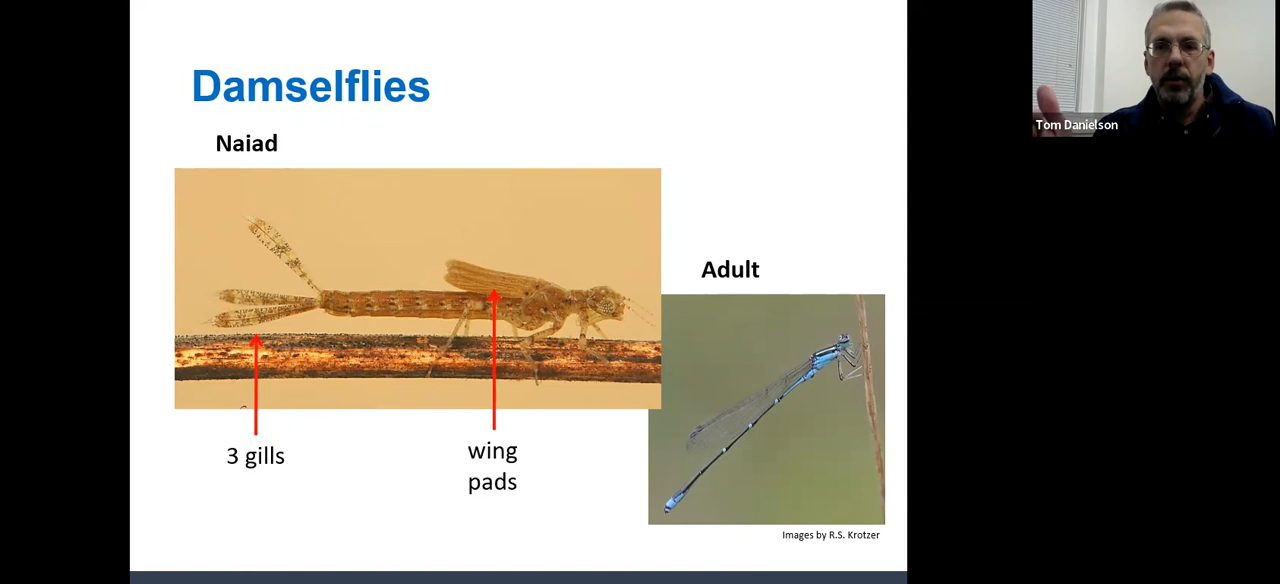 Damselflies
Naiad
Adult
3 gills
wing
pads
Images by R.S. Krotzer
Tom Danielson